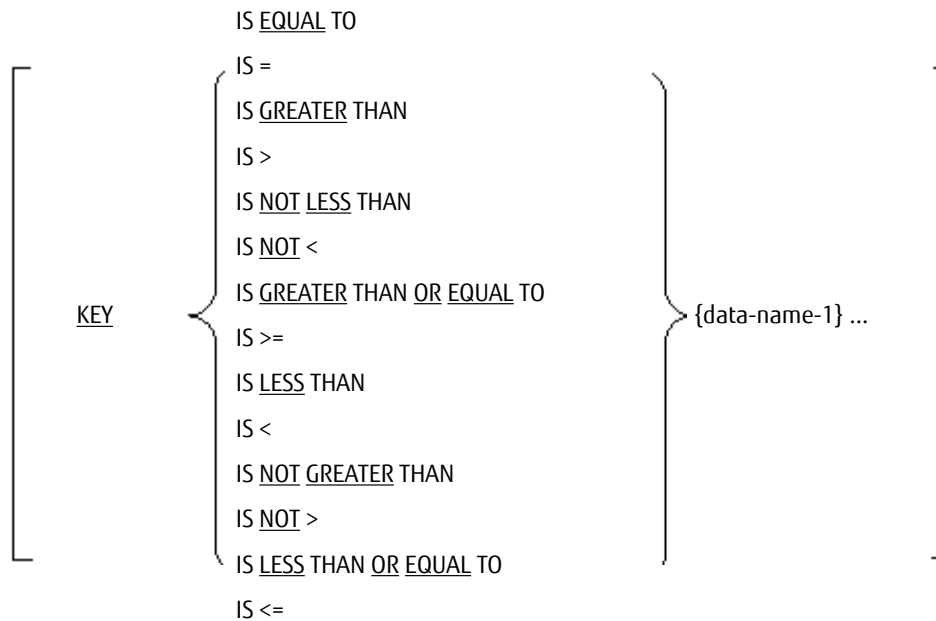 IS EQUAL TO
IS =
IS GREATER THAN
IS >
IS NOT LESS THAN
IS NOT <
IS GREATER THAN OR EQUAL TO
KEY {data-name-1} ...
IS >=
IS LESS THAN
IS <
IS NOT GREATER THAN
IS NOT >
IS LESS THAN OR EQUAL TO
IS <=